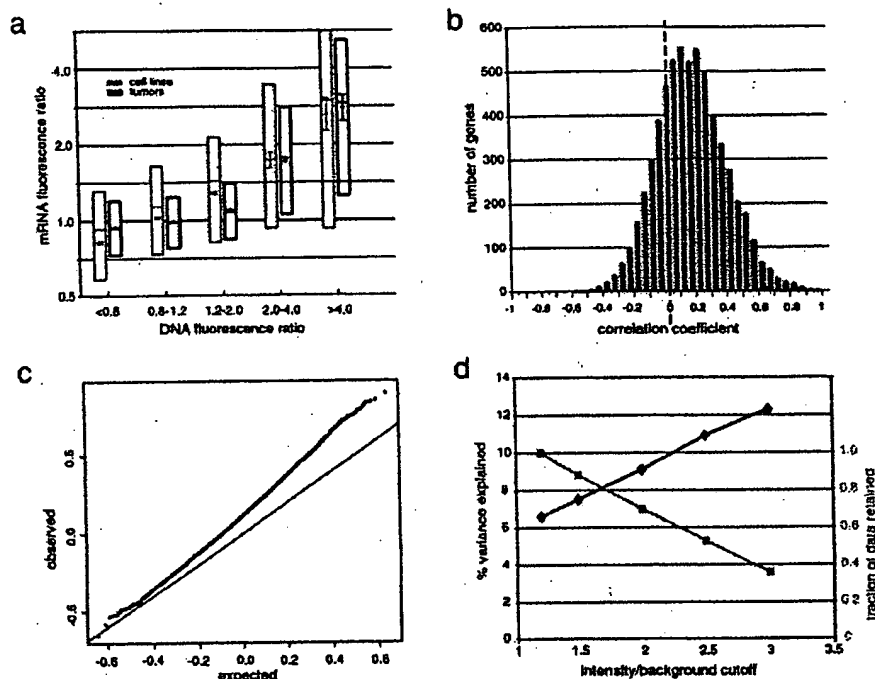 a
mRNA fluorescence ratio
4.0
2.0
1.0
0.5
cell lines
tumors
<0.8
0.8-1.2
1.2-2.0
2.0-4.0
>4.0
DNA fluorescence ratio
b
number of genes
600
500
400
300
200
100
0
-1 -0.8 -0.6 -0.4 -0.2 0 0.2 0.4 0.6 0.8 1
correlation coefficient
c
observed
0.5
0.0
-0.5
-0.6 -0.4 -0.2 0.0 0.2 0.4 0.6
expected
d
% variance explained
14
12
10
8
6
4
2
0
1 1.5 2 2.5 3 3.5
intensity/background cutoff
1.0
0.8
0.6
0.4
0.2
0
fraction of data retained